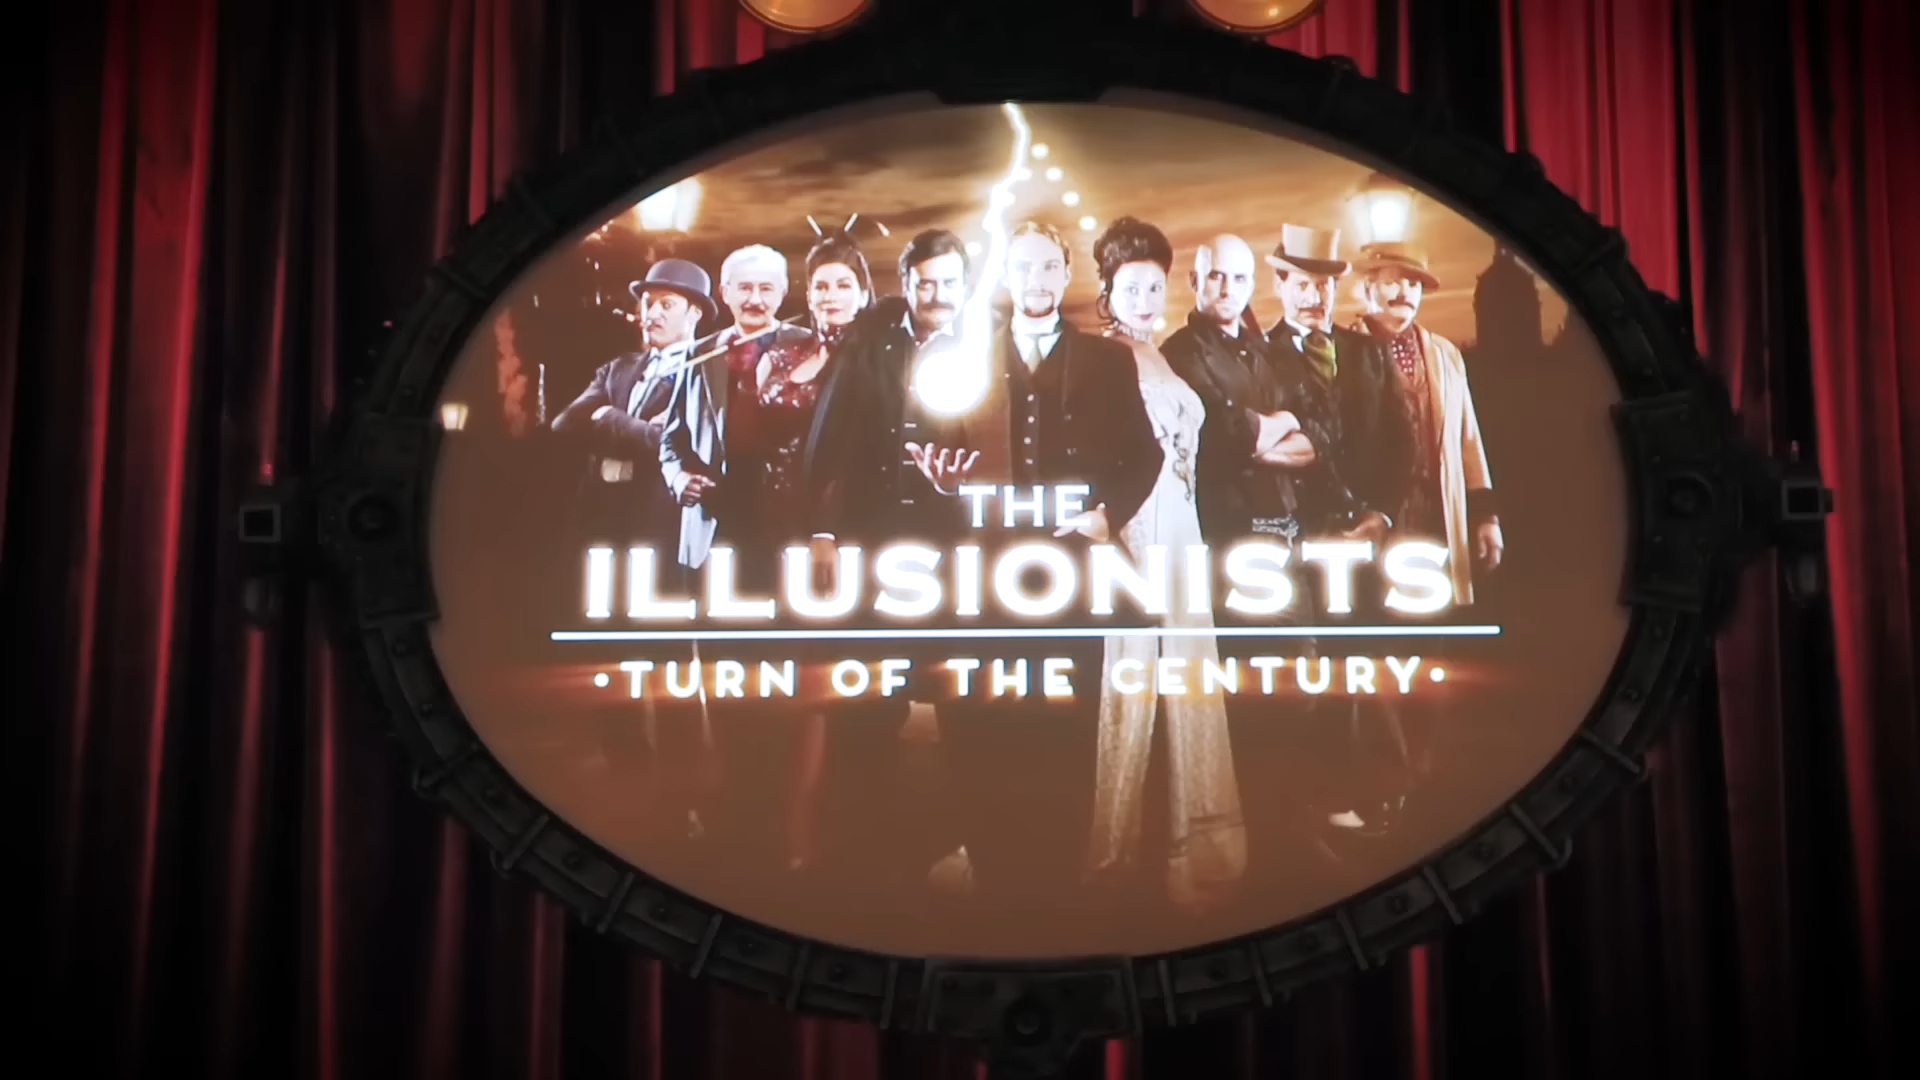 THE
ILLUSIONISTS
•TURN OF THE CENTURY•